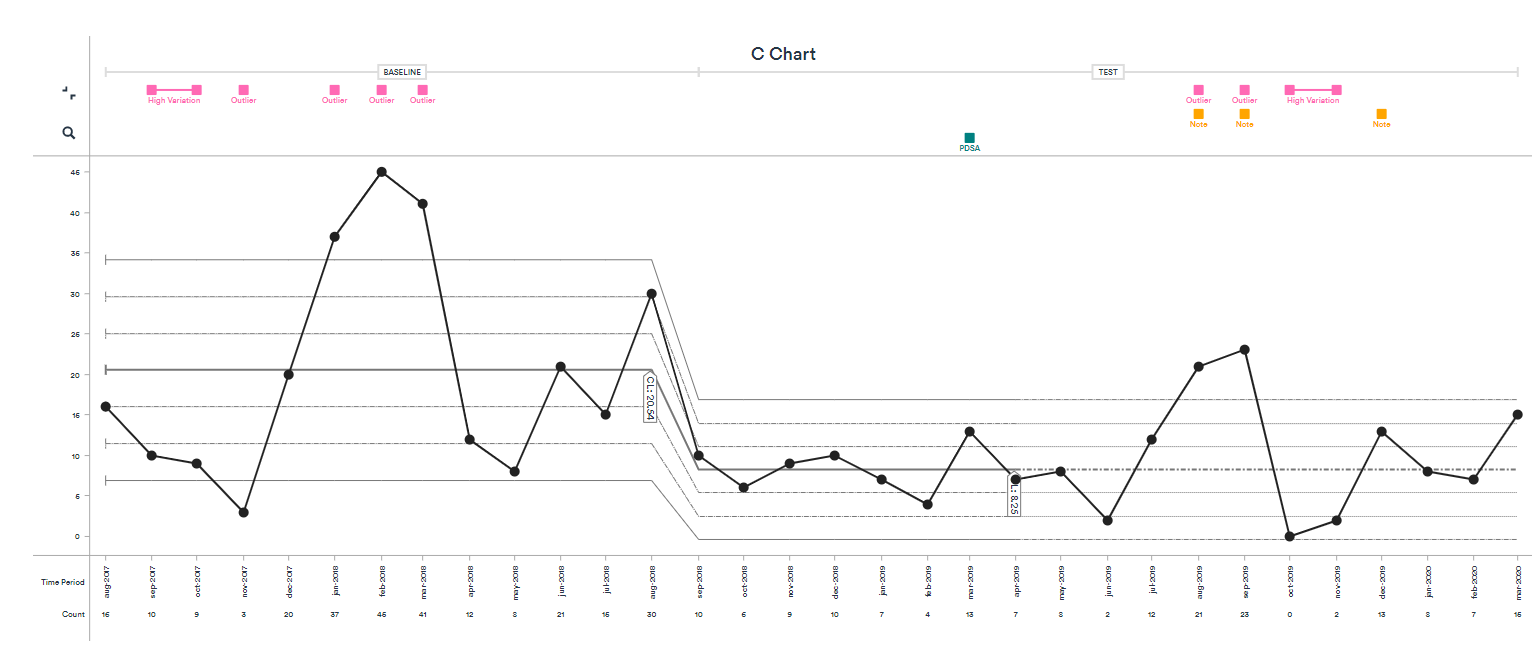 C Chart
BASELINE
TEST
High Variation
Outlier
Outlier
Outlier
Outlier
Outlier
Outlier
High Variation
Note
Note
Note
PDSA
45
40
35
30
25
20
15
10
5
0
CL: 20.54
L: 8.25
Time Period aug-2017 sep-2017 oct-2017 nov-2017 dec-2017 jan-2018 feb-2018 mar-2018 apr-2018 may-2018 jun-2018 jul-2018 aug-2018 sep-2018 oct-2018 nov-2018 dec-2018 jan-2019 feb-2019 mar-2019 apr-2019 may-2019 jun-2019 jul-2019 aug-2019 sep-2019 oct-2019 nov-2019 dec-2019 jan-2020 feb-2020 mar-2020
Count 16 10 9 3 20 37 45 41 12 8 21 15 30 10 6 9 10 7 4 13 7 8 2 12 21 23 0 2 13 8 7 15